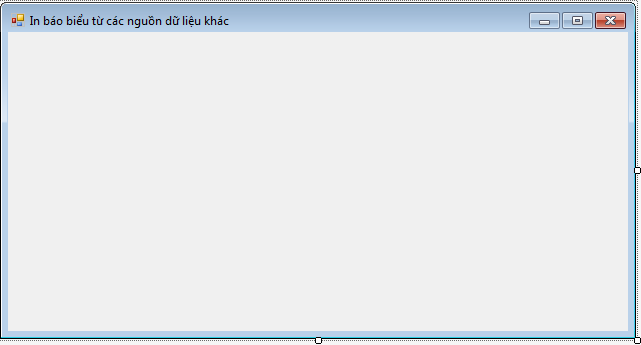 In báo biểu từ các nguồn dữ liệu khác